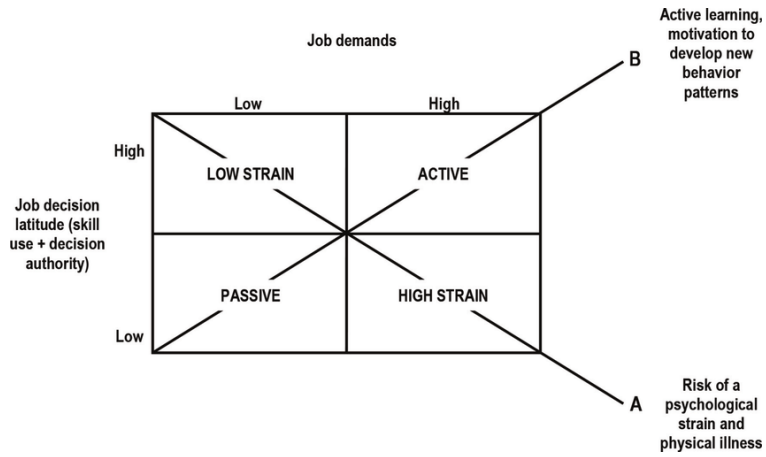 Job demands
Active learning,
motivation to
develop new
behavior
patterns
B
Low
High
High
LOW STRAIN
ACTIVE
Job decision
latitude (skill
use + decision
authority)
PASSIVE
HIGH STRAIN
Low
A
Risk of a
psychological
strain and
physical illness